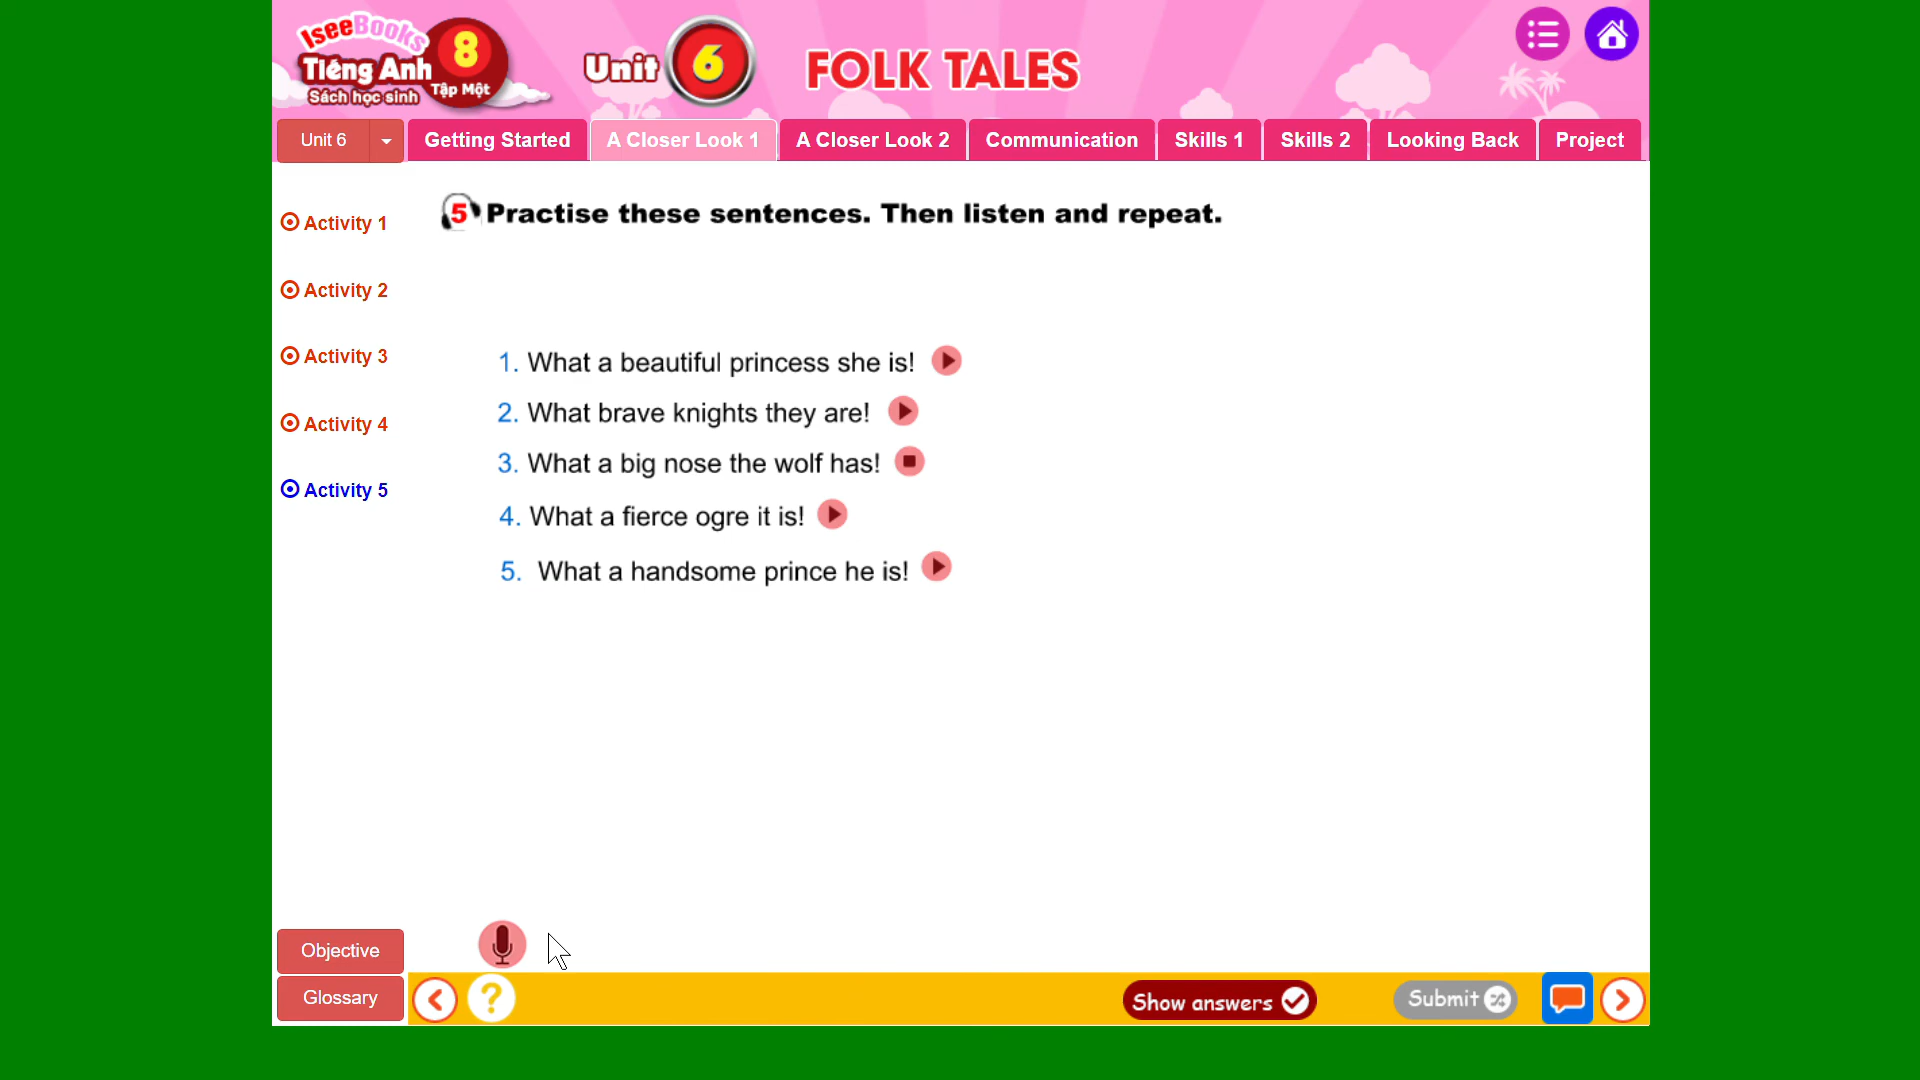 IseeBooks
Tiếng Anh 8
Sách học sinh Tập Một
Unit 6
FOLK TALES
Unit 6
Getting Started
A Closer Look 1
A Closer Look 2
Communication
Skills 1
Skills 2
Looking Back
Project
Activity 1
Activity 2
Activity 3
Activity 4
Activity 5
5 Practise these sentences. Then listen and repeat.
1. What a beautiful princess she is!
2. What brave knights they are!
3. What a big nose the wolf has!
4. What a fierce ogre it is!
5. What a handsome prince he is!
Objective
Glossary
?
Show answers
Submit